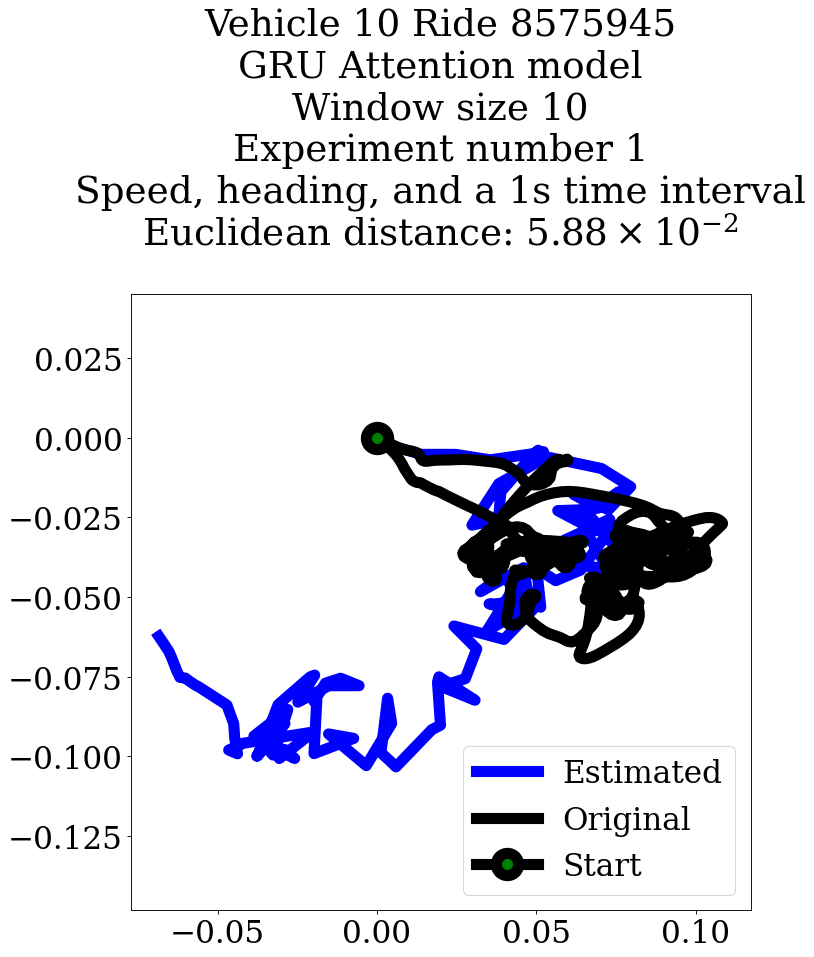 Vehicle 10 Ride 8575945
GRU Attention model
Window size 10
Experiment number 1
Speed, heading, and a 1s time interval
Euclidean distance: 5.88 × 10⁻²
0.025
0.000
−0.025
−0.050
−0.075
−0.100
−0.125
Estimated
Original
Start
−0.05
0.00
0.05
0.10